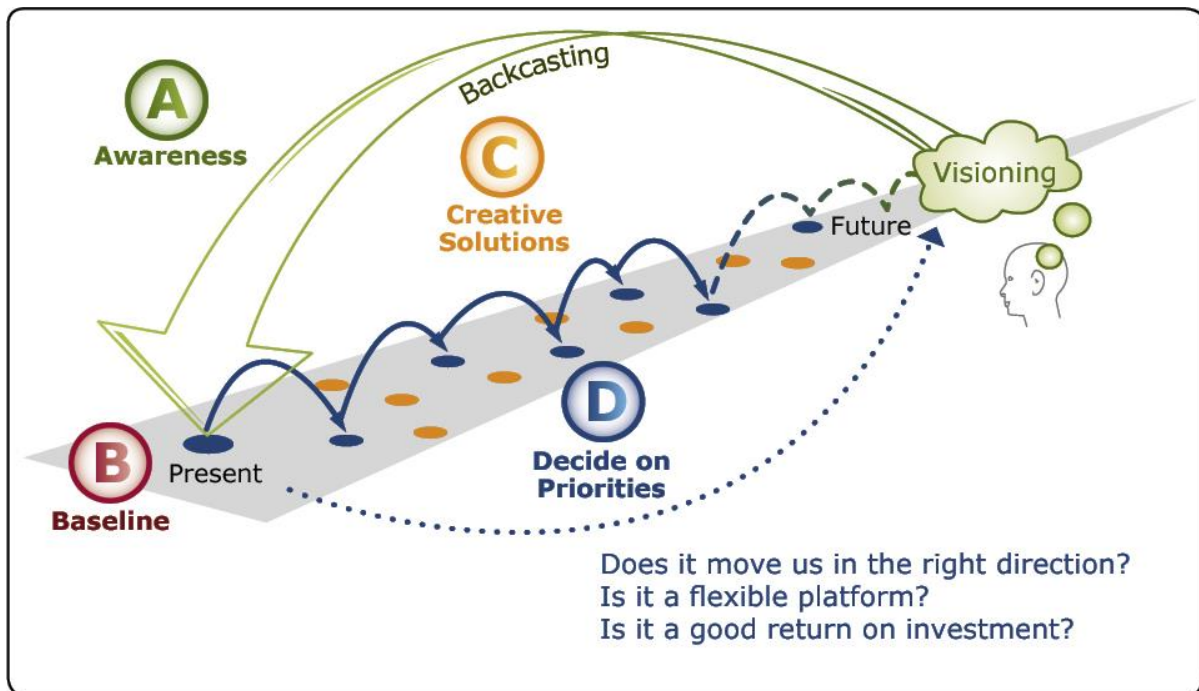 Backcasting
A
Awareness
C
Creative
Solutions
Visioning
Future
B
Present
Baseline
D
Decide on
Priorities
Does it move us in the right direction?
Is it a flexible platform?
Is it a good return on investment?